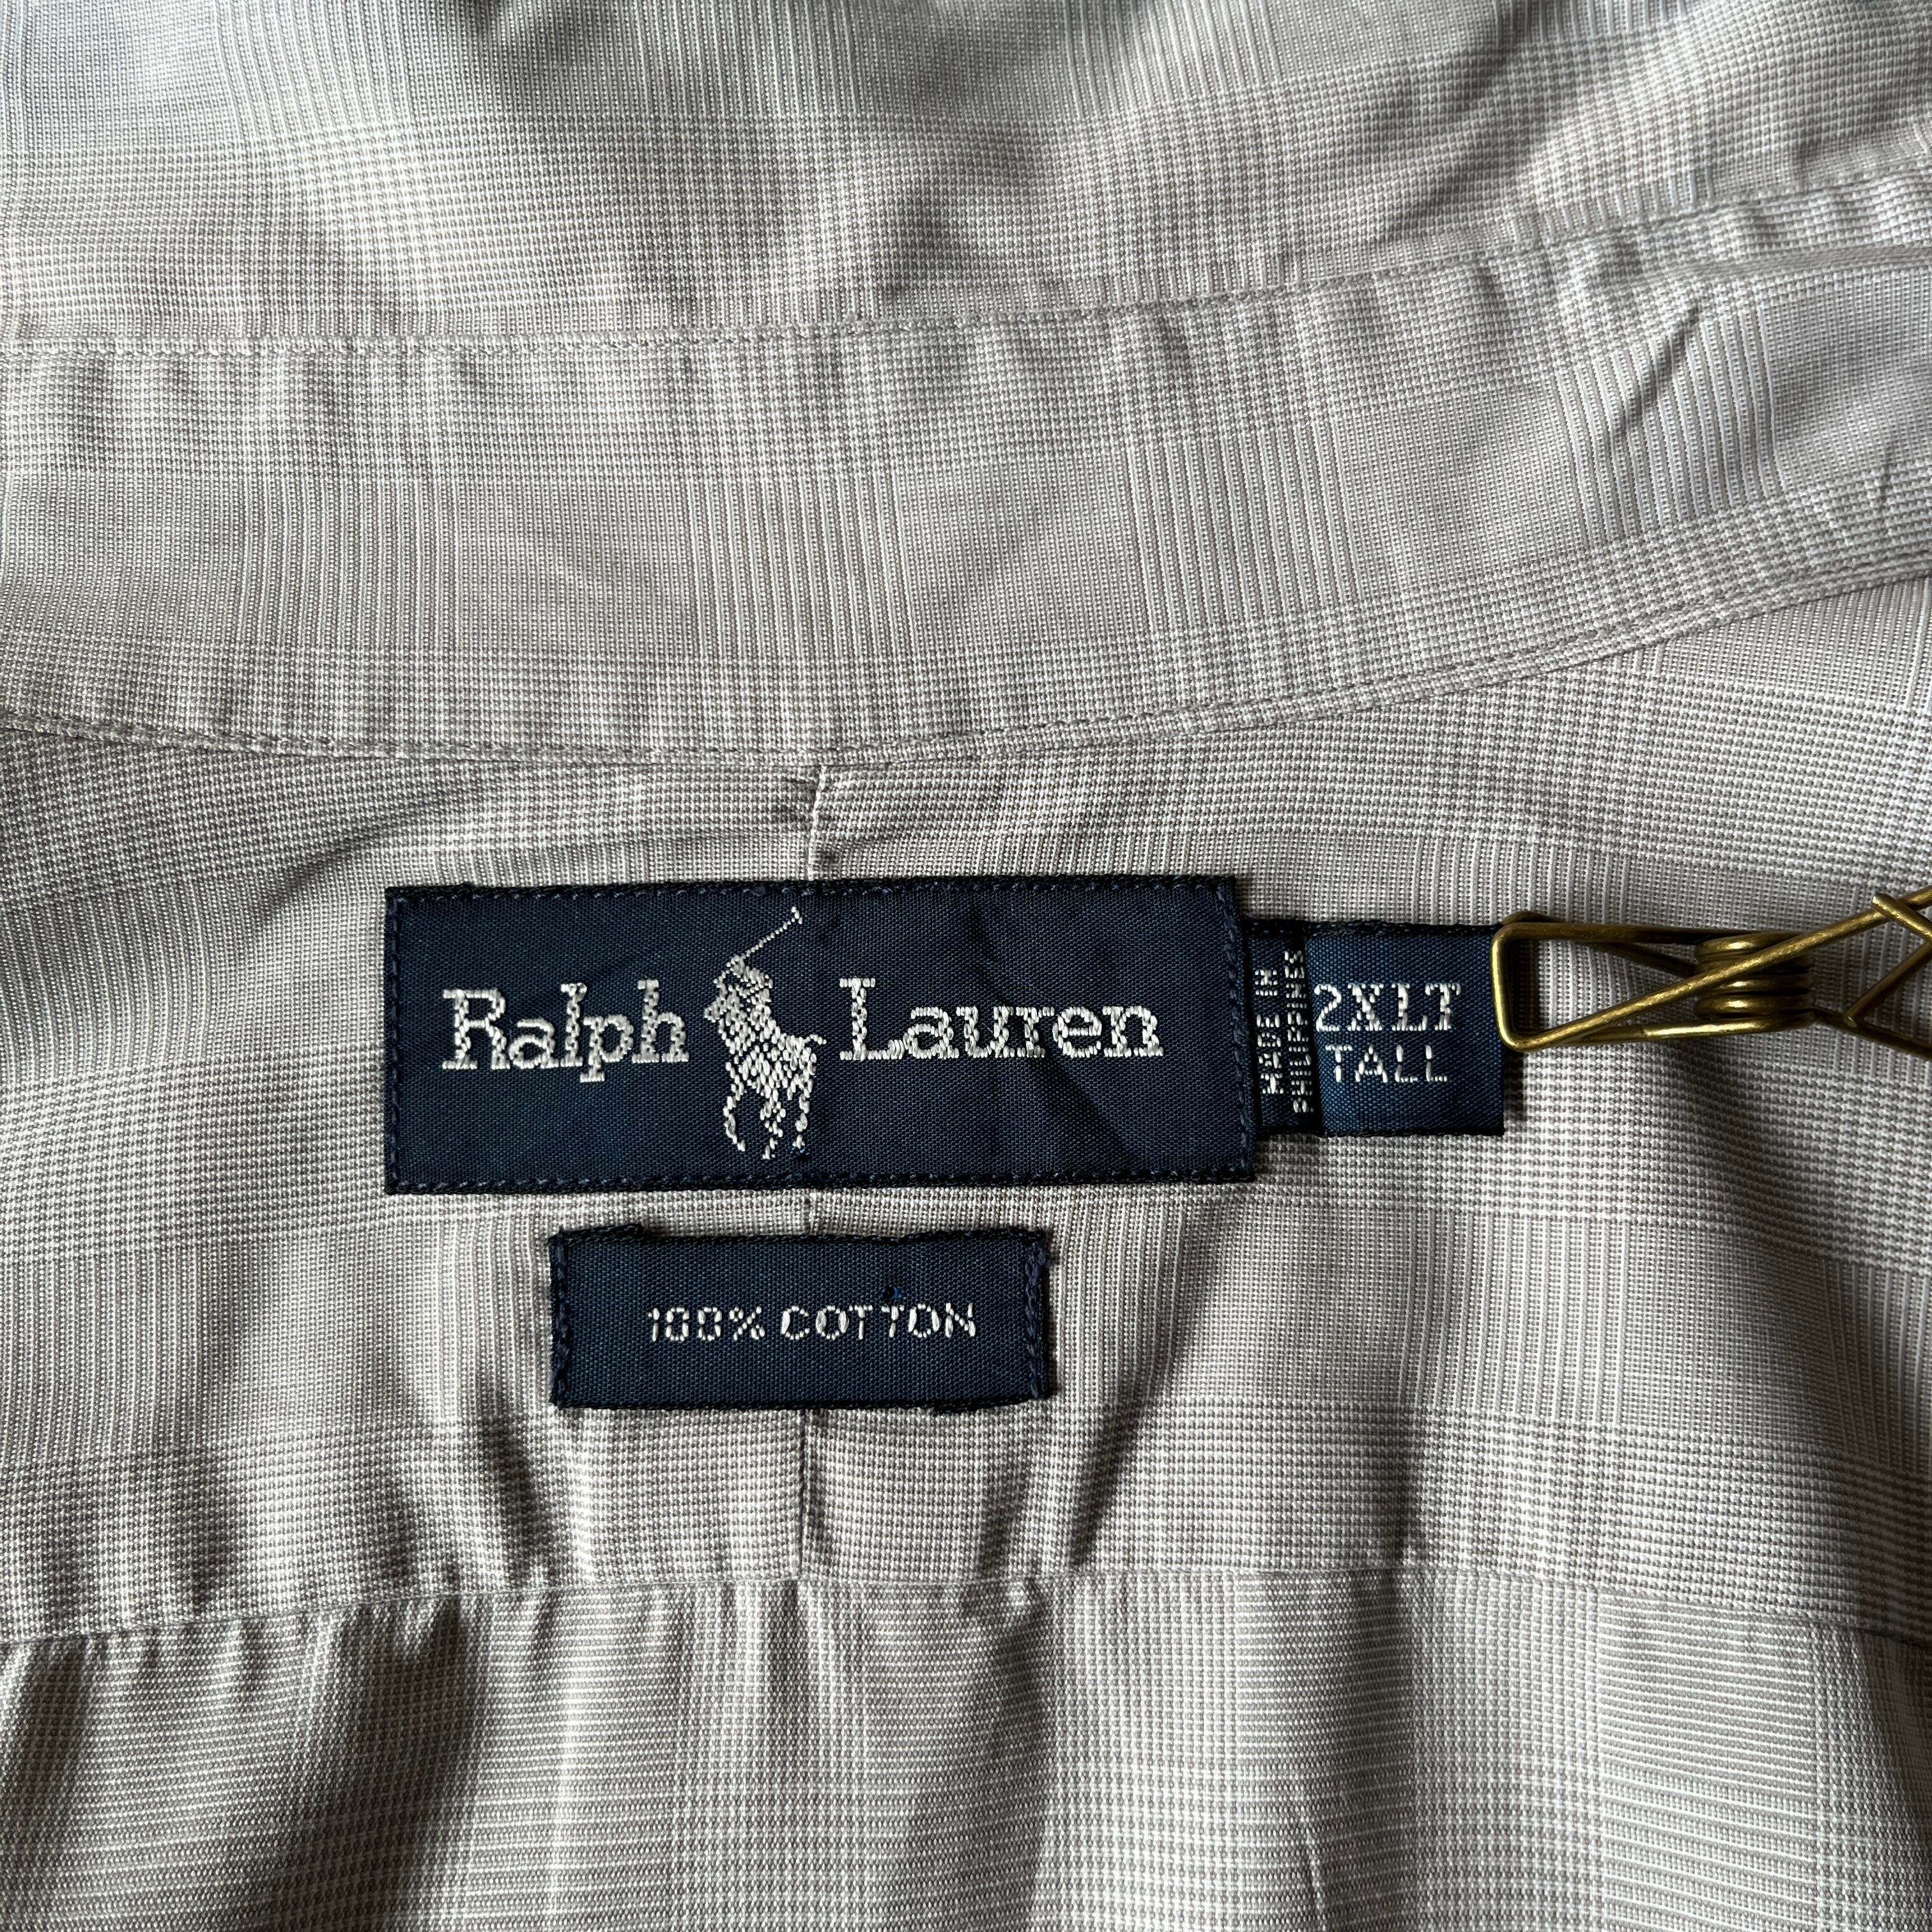 Ralph Lauren
MADE IN
PHILIPPINES
2XLT
TALL
100% COTTON